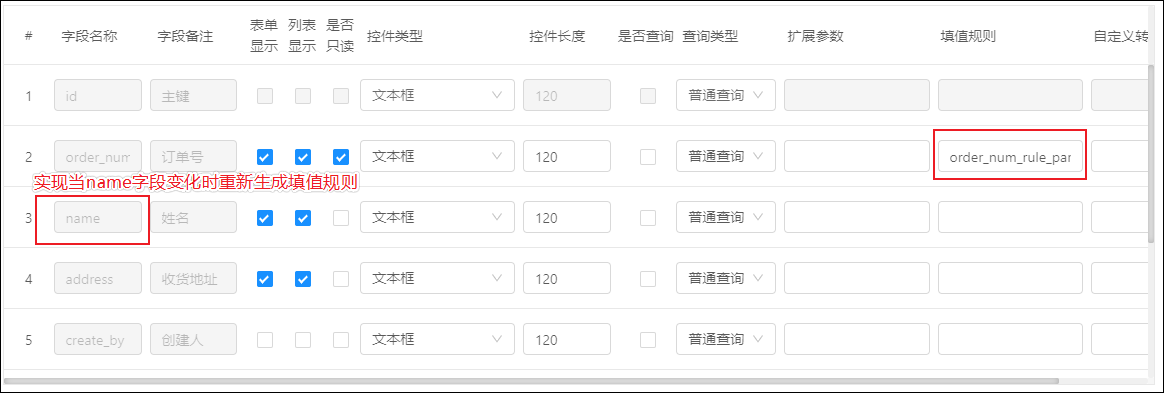 # 字段名称 字段备注 表单显示 列表显示 是否只读 控件类型 控件长度 是否查询 查询类型 扩展参数 填值规则 自定义转
1 id 主键 文本框 120 普通查询
2 order_num 订单号 文本框 120 普通查询 order_num_rule_par
实现当name字段变化时重新生成填值规则
3 name 姓名 文本框 120 普通查询
4 address 收货地址 文本框 120 普通查询
5 create_by 创建人 文本框 120 普通查询